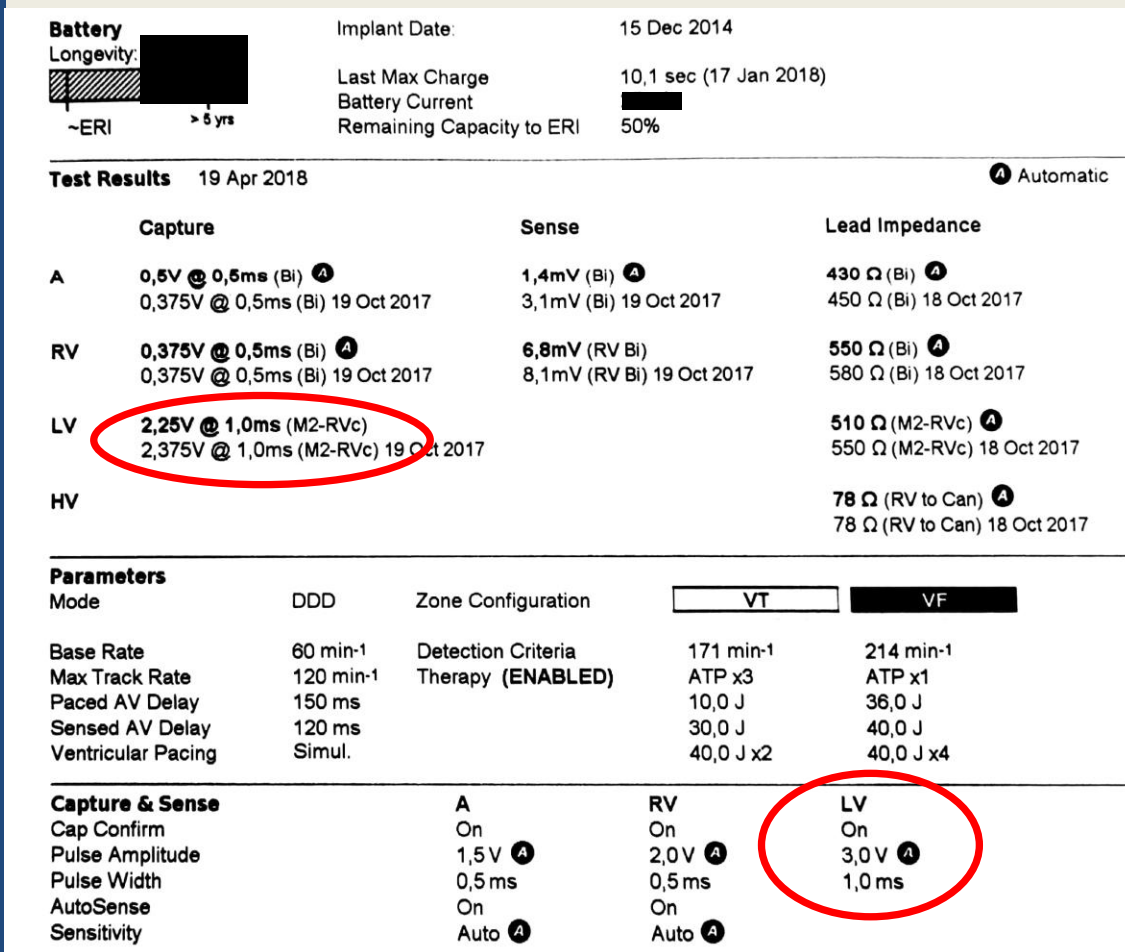 Battery Implant Date: 15 Dec 2014
Longevity:
Last Max Charge 10,1 sec (17 Jan 2018)
Battery Current
~ERI > 5 yrs Remaining Capacity to ERI 50%
Test Results 19 Apr 2018 A Automatic
Capture Sense Lead Impedance
A 0,5V @ 0,5ms (Bi) A 1,4mV (Bi) A 430 Ω (Bi) A
0,375V @ 0,5ms (Bi) 19 Oct 2017 3,1mV (Bi) 19 Oct 2017 450 Ω (Bi) 18 Oct 2017
RV 0,375V @ 0,5ms (Bi) A 6,8mV (RV Bi) 550 Ω (Bi) A
0,375V @ 0,5ms (Bi) 19 Oct 2017 8,1mV (RV Bi) 19 Oct 2017 580 Ω (Bi) 18 Oct 2017
LV 2,25V @ 1,0ms (M2-RVc) 510 Ω (M2-RVc) A
2,375V @ 1,0ms (M2-RVc) 19 Oct 2017 550 Ω (M2-RVc) 18 Oct 2017
HV 78 Ω (RV to Can) A
78 Ω (RV to Can) 18 Oct 2017
Parameters
Mode DDD Zone Configuration VT VF
Base Rate 60 min-1 Detection Criteria 171 min-1 214 min-1
Max Track Rate 120 min-1 Therapy (ENABLED) ATP x3 ATP x1
Paced AV Delay 150 ms 10,0 J 36,0 J
Sensed AV Delay 120 ms 30,0 J 40,0 J
Ventricular Pacing Simul. 40,0 J x2 40,0 J x4
Capture & Sense A RV LV
Cap Confirm On On On
Pulse Amplitude 1,5 V A 2,0 V A 3,0 V A
Pulse Width 0,5 ms 0,5 ms 1,0 ms
AutoSense On On
Sensitivity Auto A Auto A